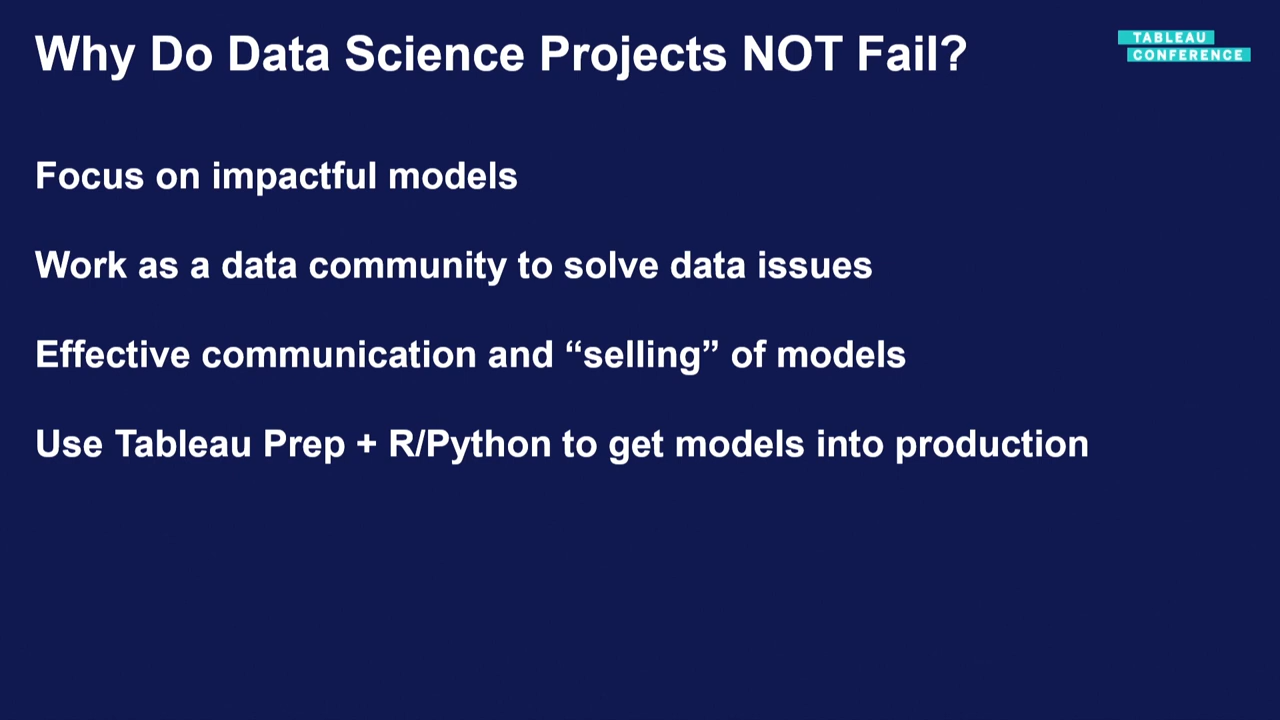 Why Do Data Science Projects NOT Fail?
TABLEAU
CONFERENCE
Focus on impactful models
Work as a data community to solve data issues
Effective communication and “selling” of models
Use Tableau Prep + R/Python to get models into production